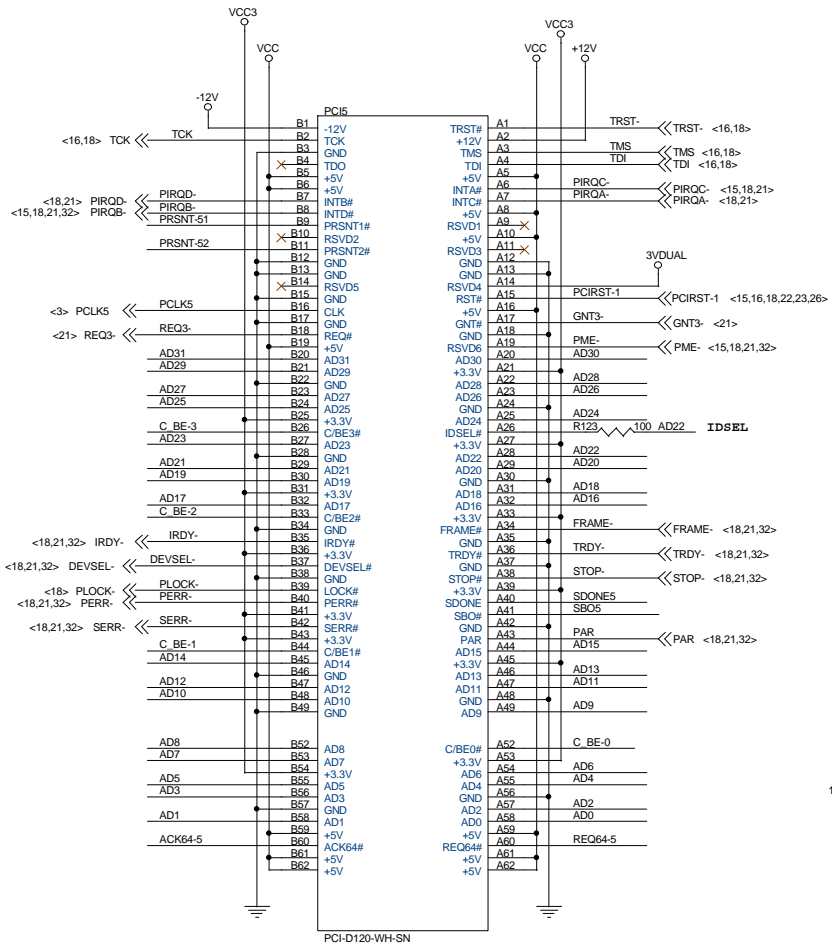 VCC3
VCC
VCC3
VCC
+12V
-12V
PCI5
B1 -12V TRST# A1 TRST- TRST- <16,18>
<16,18> TCK TCK B2 TCK +12V A2
B3 GND TMS A3 TMS TMS <16,18>
B4 TDO TDI A4 TDI TDI <16,18>
B5 +5V +5V A5
B6 +5V INTA# A6 PIRQC- PIRQC- <15,18,21>
<18,21> PIRQD- PIRQD- B7 INTB# INTC# A7 PIRQA- PIRQA- <18,21>
<15,18,21,32> PIRQB- PIRQB- B8 INTD# +5V A8
PRSNT-51 B9 PRSNT1# RSVD1 A9
B10 RSVD2 +5V A10
PRSNT-52 B11 PRSNT2# RSVD3 A11
B12 GND GND A12
B13 GND GND A13
3VDUAL
B14 RSVD5 RSVD4 A14
B15 GND RST# A15 PCIRST-1 PCIRST-1 <15,16,18,22,23,26>
<3> PCLK5 PCLK5 B16 CLK +5V A16
B17 GND GNT# A17 GNT3- GNT3- <21>
<21> REQ3- REQ3- B18 REQ# GND A18
B19 +5V RSVD6 A19 PME- PME- <15,18,21,32>
AD31 B20 AD31 AD30 A20 AD30
AD29 B21 AD29 +3.3V A21
B22 GND AD28 A22 AD28
AD27 B23 AD27 AD26 A23 AD26
AD25 B24 AD25 GND A24
B25 +3.3V AD24 A25 AD24
C_BE-3 B26 C/BE3# IDSEL# A26 R123 100 AD22 IDSEL
AD23 B27 AD23 +3.3V A27
B28 GND AD22 A28 AD22
AD21 B29 AD21 AD20 A29 AD20
AD19 B30 AD19 GND A30
B31 +3.3V AD18 A31 AD18
AD17 B32 AD17 AD16 A32 AD16
C_BE-2 B33 C/BE2# +3.3V A33
B34 GND FRAME# A34 FRAME- FRAME- <18,21,32>
<18,21,32> IRDY- IRDY- B35 IRDY# GND A35
B36 +3.3V TRDY# A36 TRDY- TRDY- <18,21,32>
<18,21,32> DEVSEL- DEVSEL- B37 DEVSEL# GND A37
B38 GND STOP# A38 STOP- STOP- <18,21,32>
<18> PLOCK- PLOCK- B39 LOCK# +3.3V A39
<18,21,32> PERR- PERR- B40 PERR# SDONE A40 SDONE5
B41 +3.3V SBO# A41 SBO5
<18,21,32> SERR- SERR- B42 SERR# GND A42
B43 +3.3V PAR A43 PAR PAR <18,21,32>
C_BE-1 B44 C/BE1# AD15 A44 AD15
AD14 B45 AD14 +3.3V A45
B46 GND AD13 A46 AD13
AD12 B47 AD12 AD11 A47 AD11
AD10 B48 AD10 GND A48
B49 GND AD9 A49 AD9
AD8 B52 AD8 C/BE0# A52 C_BE-0
AD7 B53 AD7 +3.3V A53
B54 +3.3V AD6 A54 AD6
AD5 B55 AD5 AD4 A55 AD4
AD3 B56 AD3 GND A56
1
B57 GND AD2 A57 AD2
AD1 B58 AD1 AD0 A58 AD0
B59 +5V +5V A59
ACK64-5 B60 ACK64# REQ64# A60 REQ64-5
B61 +5V +5V A61
B62 +5V +5V A62
PCI-D120-WH-SN